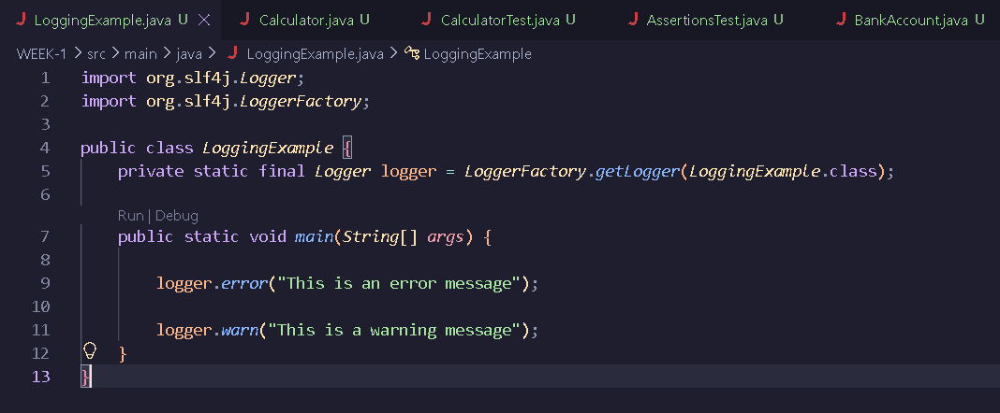 LoggingExample.java U Calculator.java U CalculatorTest.java U AssertionsTest.java U BankAccount.java U
WEEK-1 > src > main > java > LoggingExample.java > LoggingExample
1 import org.slf4j.Logger;
2 import org.slf4j.LoggerFactory;
3
4 public class LoggingExample {
5 private static final Logger logger = LoggerFactory.getLogger(LoggingExample.class);
6
Run | Debug
7 public static void main(String[] args) {
8
9 logger.error("This is an error message");
10
11 logger.warn("This is a warning message");
12 }
13 }